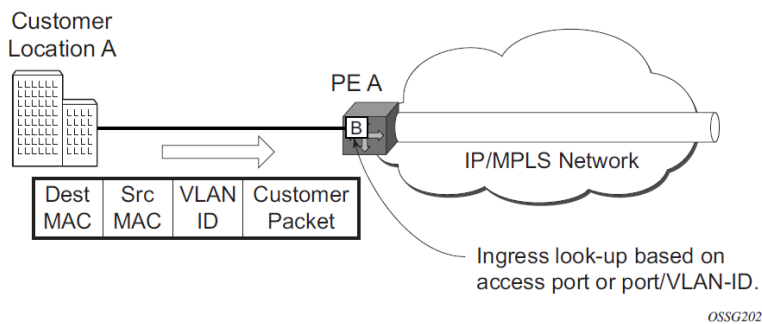 Customer
Location A
PE A
B
IP/MPLS Network
Dest MAC
Src MAC
VLAN ID
Customer Packet
Ingress look-up based on
access port or port/VLAN-ID.
OSSG202